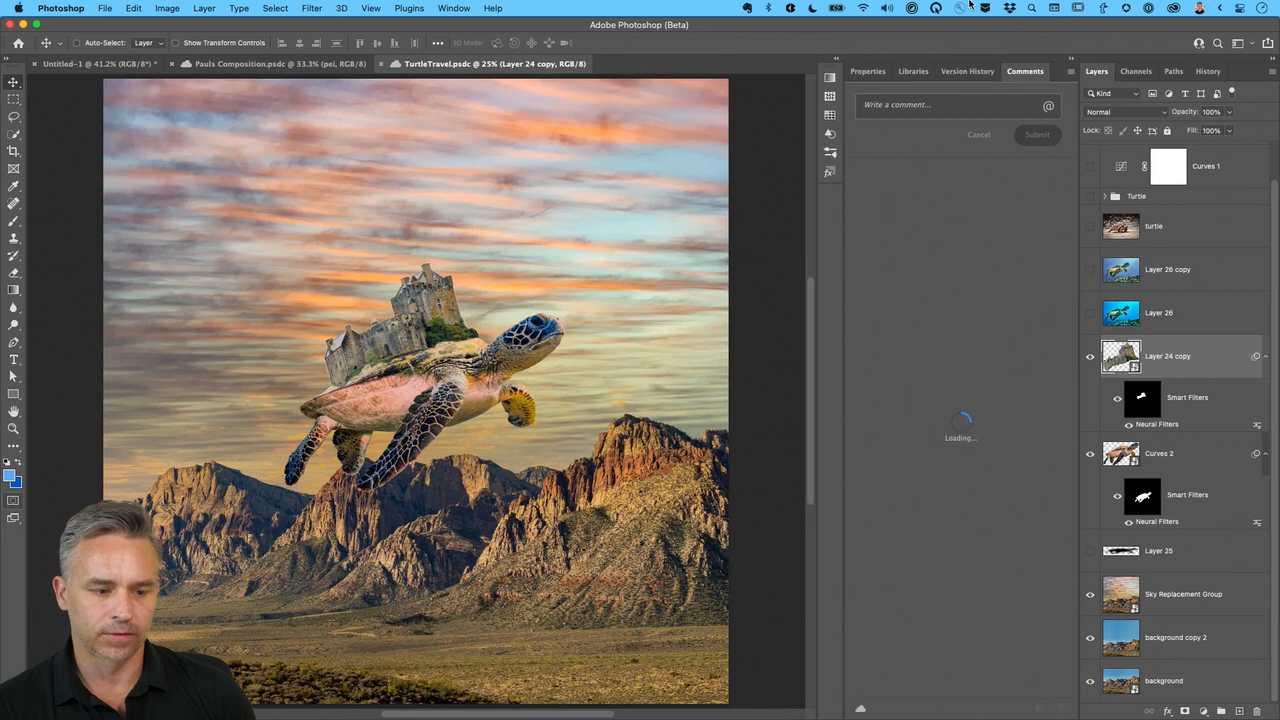 Photoshop File Edit Image Layer Type Select Filter 3D View Plugins Window Help
Adobe Photoshop (Beta)
Auto-Select: Layer Show Transform Controls 3D Mode:
Untitled-1 @ 41.2% (RGB/8*) * Pauls Composition.psdc @ 33.3% (pei, RGB/8) TurtleTravel.psdc @ 25% (Layer 24 copy, RGB/8)
Properties Libraries Version History Comments
Write a comment...
@
Cancel Submit
Loading...
Layers Channels Paths History
Kind
Normal Opacity: 100%
Lock: Fill: 100%
Curves 1
Turtle
turtle
Layer 26 copy
Layer 26
Layer 24 copy
Smart Filters
Neural Filters
Curves 2
Smart Filters
Neural Filters
Layer 25
Sky Replacement Group
background copy 2
background